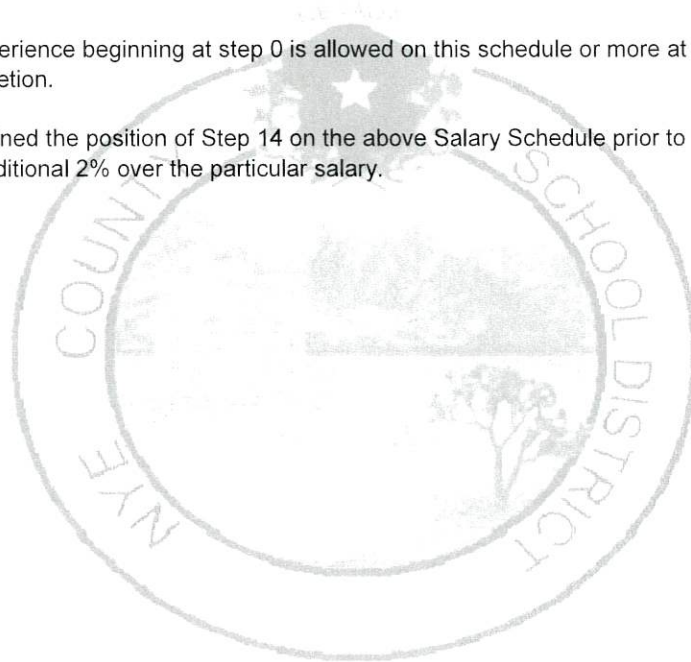 erience beginning at step 0 is allowed on this schedule or more at
etion.
ned the position of Step 14 on the above Salary Schedule prior to
ditional 2% over the particular salary.
NYE COUNTY SCHOOL DISTRICT